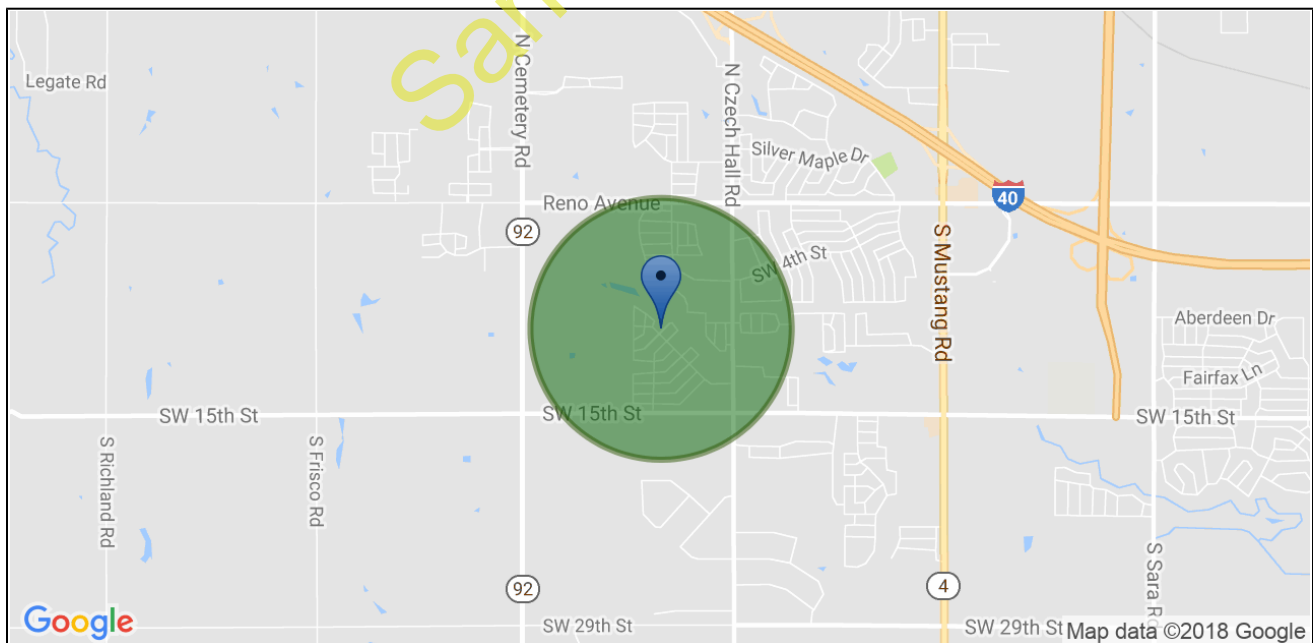 Sam
Legate Rd
N Cemetery Rd
N Czech Hall Rd
Silver Maple Dr
40
Reno Avenue
92
SW 4th St
S Mustang Rd
Aberdeen Dr
Fairfax Ln
SW 15th St
SW 15th St
SW 15th St
S Richland Rd
S Frisco Rd
S Sara Rd
92
4
Google
SW 29th St
SW 29th St
Map data ©2018 Google